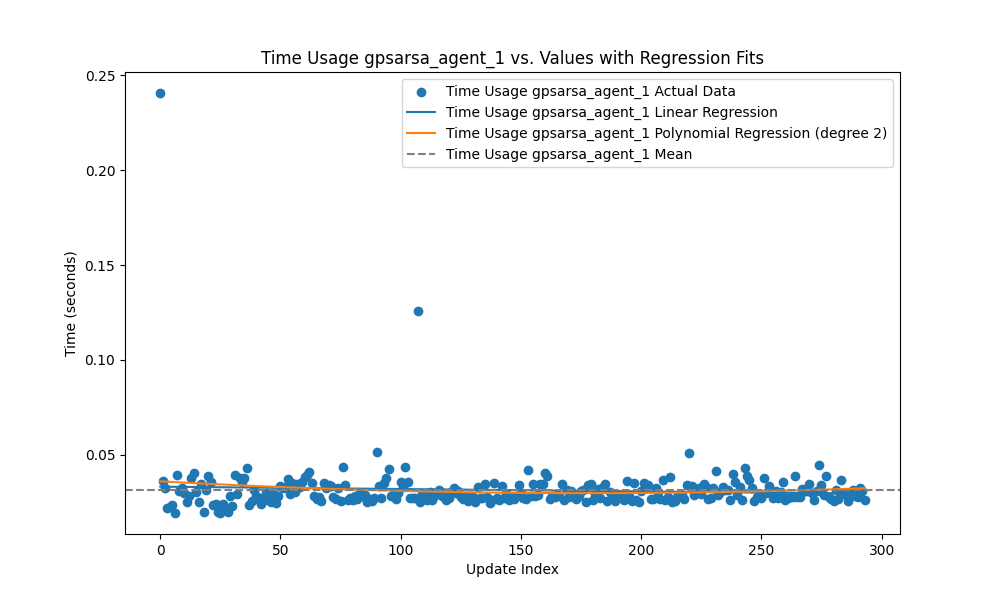 Time Usage gpsarsa_agent_1 vs. Values with Regression Fits
Time Usage gpsarsa_agent_1 Actual Data
Time Usage gpsarsa_agent_1 Linear Regression
Time Usage gpsarsa_agent_1 Polynomial Regression (degree 2)
Time Usage gpsarsa_agent_1 Mean
Time (seconds)
0.25
0.20
0.15
0.10
0.05
0
50
100
150
200
250
300
Update Index